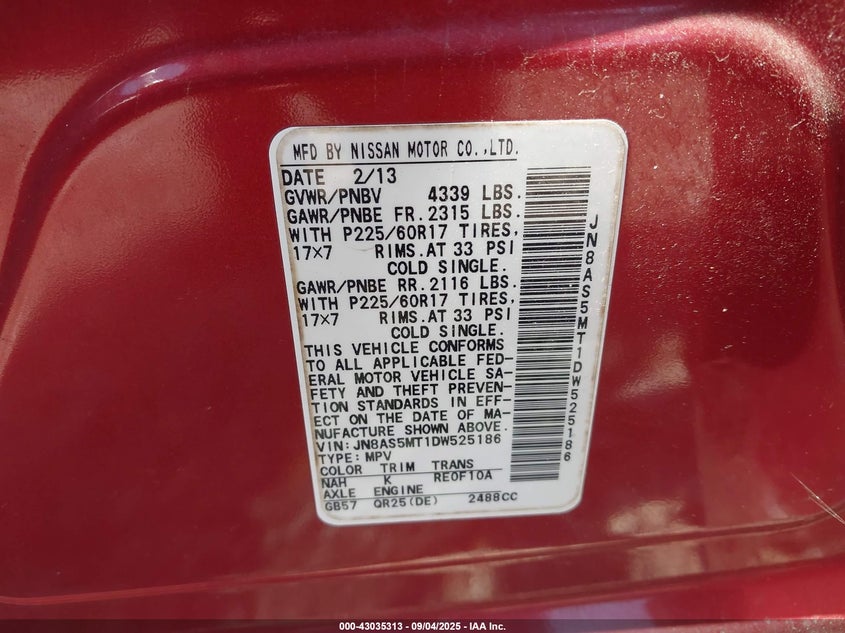 MFD BY NISSAN MOTOR CO.,LTD.
DATE 2/13
GVWR/PNBV 4339 LBS.
GAWR/PNBE FR. 2315 LBS.
WITH P225/60R17 TIRES,
17×7 RIMS.AT 33 PSI
COLD SINGLE.
GAWR/PNBE RR. 2116 LBS.
WITH P225/60R17 TIRES,
17×7 RIMS.AT 33 PSI
COLD SINGLE.
THIS VEHICLE CONFORMS
TO ALL APPLICABLE FED-
ERAL MOTOR VEHICLE SA-
FETY AND THEFT PREVEN-
TION STANDARDS IN EFF-
ECT ON THE DATE OF MA-
NUFACTURE SHOWN ABOVE.
VIN:JN8AS5MT1DW525186
TYPE:MPV
COLOR TRIM TRANS
NAH K RE0F10A
AXLE ENGINE
GB57 QR25(DE) 2488CC
JN8AS5MT1DW525186
000-43035313 - 09/04/2025 - IAA Inc.